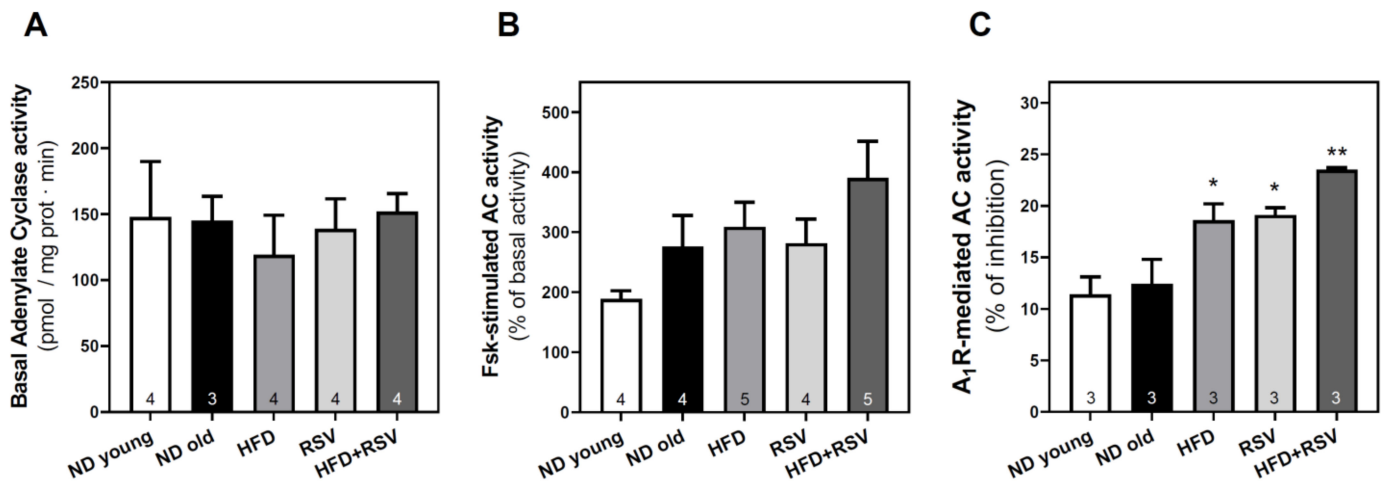 A
Basal Adenylate Cyclase activity
(pmol / mg prot · min)
250
200
150
100
50
0
4
3
4
4
4
ND young
ND old
HFD
RSV
HFD+RSV
B
Fsk-stimulated AC activity
(% of basal activity)
500
400
300
200
100
0
4
4
5
4
5
ND young
ND old
HFD
RSV
HFD+RSV
C
A₁R-mediated AC activity
(% of inhibition)
30
25
20
15
10
5
0
*
*
**
3
3
3
3
3
ND young
ND old
HFD
RSV
HFD+RSV